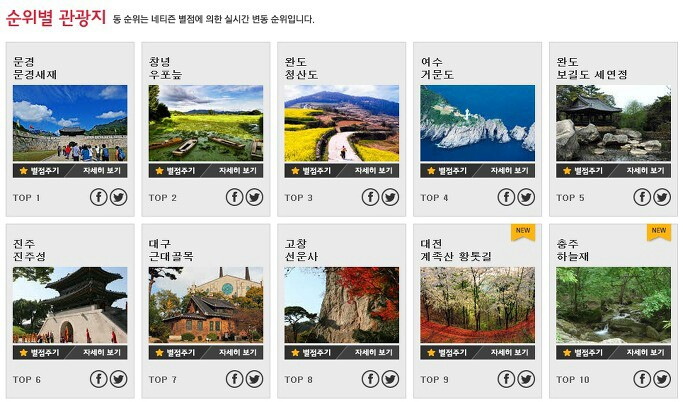 순위별 관광지 동 순위는 네티즌 별점에 의한 실시간 변동 순위입니다.
문경
문경새재
별점주기 자세히 보기
TOP 1
창녕
우포늪
별점주기 자세히 보기
TOP 2
완도
청산도
별점주기 자세히 보기
TOP 3
여수
거문도
별점주기 자세히 보기
TOP 4
완도
보길도 세연정
별점주기 자세히 보기
TOP 5
진주
진주성
별점주기 자세히 보기
TOP 6
대구
근대골목
별점주기 자세히 보기
TOP 7
고창
선운사
별점주기 자세히 보기
TOP 8
NEW
대전
계족산 황톳길
별점주기 자세히 보기
TOP 9
NEW
충주
하늘재
별점주기 자세히 보기
TOP 10